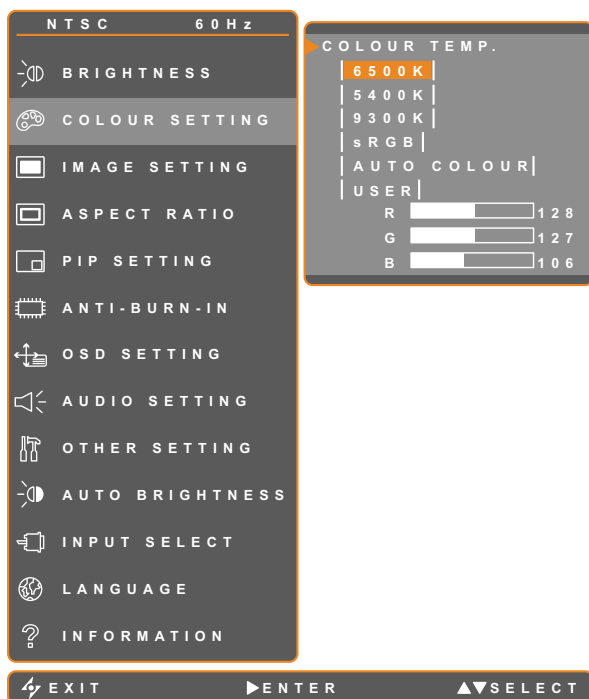 NTSC 60Hz
BRIGHTNESS
COLOUR SETTING
IMAGE SETTING
ASPECT RATIO
PIP SETTING
ANTI-BURN-IN
OSD SETTING
AUDIO SETTING
OTHER SETTING
AUTO BRIGHTNESS
INPUT SELECT
LANGUAGE
INFORMATION
COLOUR TEMP.
6500K
5400K
9300K
sRGB
AUTO COLOUR
USER
R 128
G 127
B 106
EXIT ENTER SELECT